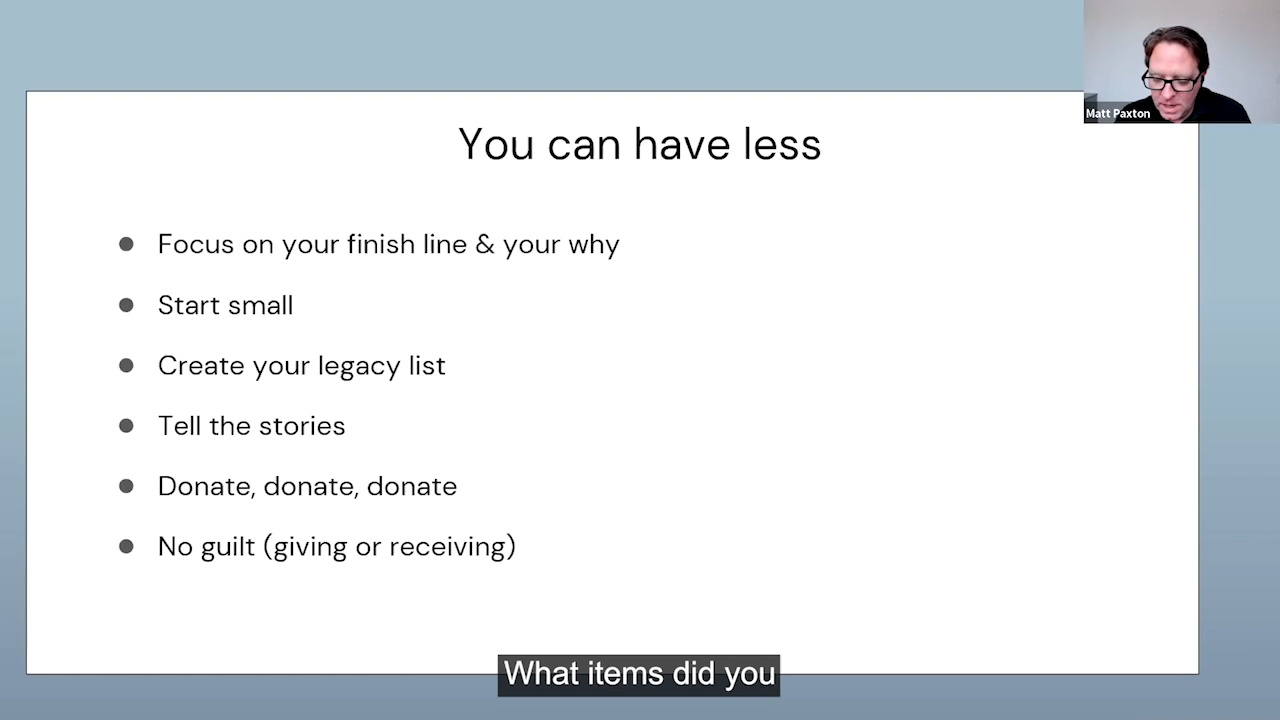 Matt Paxton
You can have less
Focus on your finish line & your why
Start small
Create your legacy list
Tell the stories
Donate, donate, donate
No guilt (giving or receiving)
What items did you